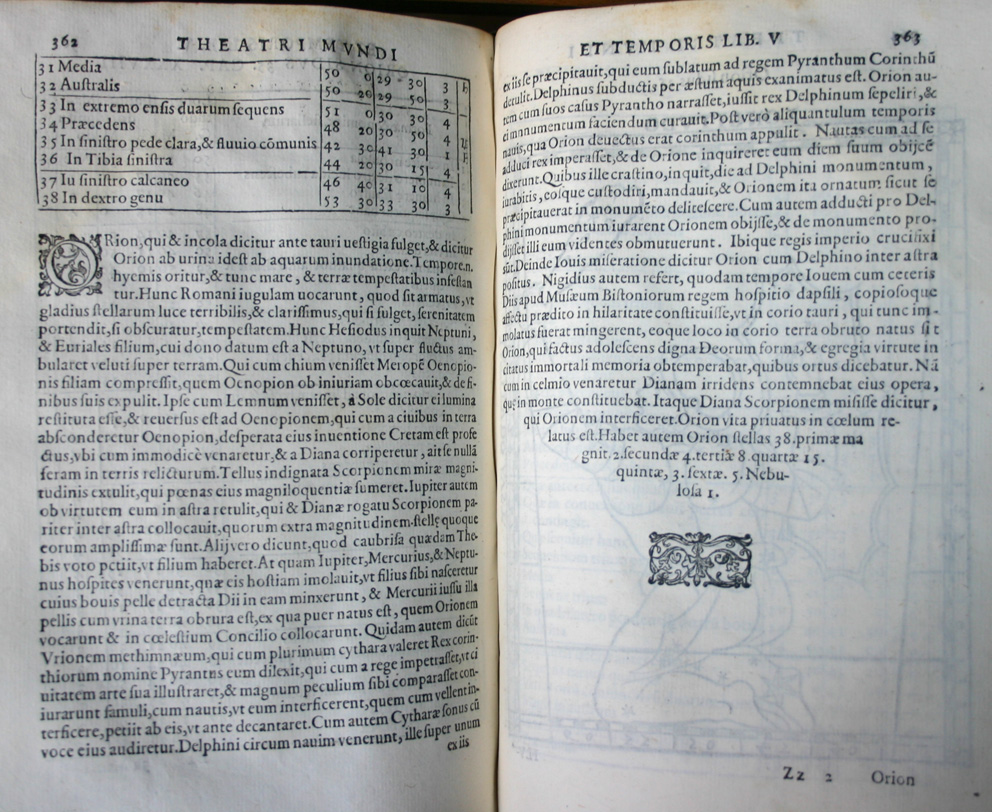 362 THEATRI MVNDI
31 Media 50 0 29 30 3
32 Australis 50 20 29 50 3
33 In extremo ensis duarum sequens 51 0 30 30 4
34 Præcedens 48 20 30 50 4
35 In sinistro pede clara,& fluuio cōmunis 42 30 41 30 1
36 In Tibia sinistra 44 20 30 15 4
37 Iu sinistro calcaneo 46 40 31 10 4
38 In dextro genu 53 30 33 30 3
ORion,qui & incola dicitur ante tauri uestigia fulget,& dicitur
Orion ab urina idest ab aquarum inundatione.Tempore.n.
hyemis oritur,& tunc mare, & terræ tempestatibus infestan
tur.Hunc Romani iugulam uocarunt, quod sit armatus,vt
gladius stellarum luce terribilis,& clarissimus,qui si fulget,serenitatem
portendit,si obscuratur,tempestatem.Hunc Hesiodus inquit Neptuni,
& Euriales filium,cui dono datum est a Neptuno, vt super fluctus am-
bularet veluti super terram.Qui cum chium venisset Meropē Oenopio-
nis filiam compressit,quem Oenopion ob iniuriam obcœcauit,& de fi-
nibus suis expulit. Ipse cum Lemnum venisset, à Sole dicitur ei lumina
restituta esse,& reuersus est ad Oenopionem,qui cum a ciuibus in terra
absconderetur Oenopion,desperata eius inuentione Cretam est profe
ctus,vbi cum immodicè venaretur,& a Diana corriperetur, ait se nullā
feram in terris relicturum.Tellus indignata Scorpionem miræ magni-
tudinis extulit,qui pœnas eius magniloquentiæ sumeret.Iupiter autem
ob virtutem cum in astra retulit,qui & Dianæ rogatu Scorpionem pa-
riter inter astra collocauit,quorum extra magnitudinem stellę quoque
eorum amplissimæ sunt.Alij vero dicunt,quod caubrisa quædam The-
bis voto petiit,vt filium haberet.At quam Iupiter,Mercurius,& Neptu-
nus hospites venerunt,quæ eis hostiam imolauit,vt filius sibi nasceretur
cuius bouis pelle detracta Dii in eam minxerunt, & Mercurii iussu illa
pellis cum vrina terra obrura est,ex qua puer natus est, quem Orionem
vocarunt & in cœlestium Concilio collocarunt. Quidam autem dicūt
Vrionem methimnæum,qui cum plurimum cythara valeret Rex corin-
thiorum nomine Pyrantus eum dilexit,qui cum a rege impetrasset,vt ci
uitatem arte sua illustraret,& magnum peculium sibi comparasset con-
iurarunt famuli,cum nautis,vt eum interficerent,quem cum vellent in-
terficere,petiit ab eis,vt ante decantaret.Cum autem Cytharæ sonus cū
voce eius audiretur.Delphini circum nauim venerunt, ille super unum
ex iis
ET TEMPORIS LIB. V 363
exiis se præcipitauit,qui eum sublatum ad regem Pyranthum Corinthū
detulit.Delphinus subductis per æstum aquis exanimatus est. Orion au-
tem cum suos casus Pyrantho narrasset,iussit rex Delphinum sepeliri,&
ei monumentum faciendum curauit.Post verò aliquantulum temporis
nauis,qua Orion deuectus erat corinthum appulit. Nautas cum ad se
adduci rex imperasset,& de Orione inquireret eum diem suum obijcē
dixerunt.Quibus ille crastino,inquit,die ad Delphini monumentum,
iurabitis, eosque custodiri,mandauit,& Orionem ita ornatum sicut se
præcipitauerat in monumēto delitescere.Cum autem adducti pro Del-
phini monumentum iurarent Orionem obijsse,& de monumento pro-
dijsset illi eum videntes obmutuerunt. Ibique regis imperio crucifixi
sūt.Deinde Iouis miseratione dicitur Orion cum Delphino inter astra
positus. Nigidius autem refert, quodam tempore Iouem cum ceteris
Diis apud Musæum Bistoniorum regem hospitio dapsili, copiosoque
affectu prædito in hilaritate constituisse,vt in corio tauri, qui tunc im-
molatus fuerat mingerent, eoque loco in corio terra obruto natus sit
Orion,qui factus adolescens digna Deorum forma,& egregia virtute in
citatus immortali memoria obtemperabat,quibus ortus dicebatur. Nā
cum in celmio venaretur Dianam irridens contemnebat eius opera,
quę in monte constituebat. Itaque Diana Scorpionem misisse dicitur,
qui Orionem interficeret.Orion vita priuatus in cœlum re-
latus est.Habet autem Orion stellas 38.primæ ma
gnit.2.secundæ 4.tertiæ 8.quartæ 15.
quintæ, 3.sextæ. 5.Nebu-
losa 1.
Zz 2 Orion